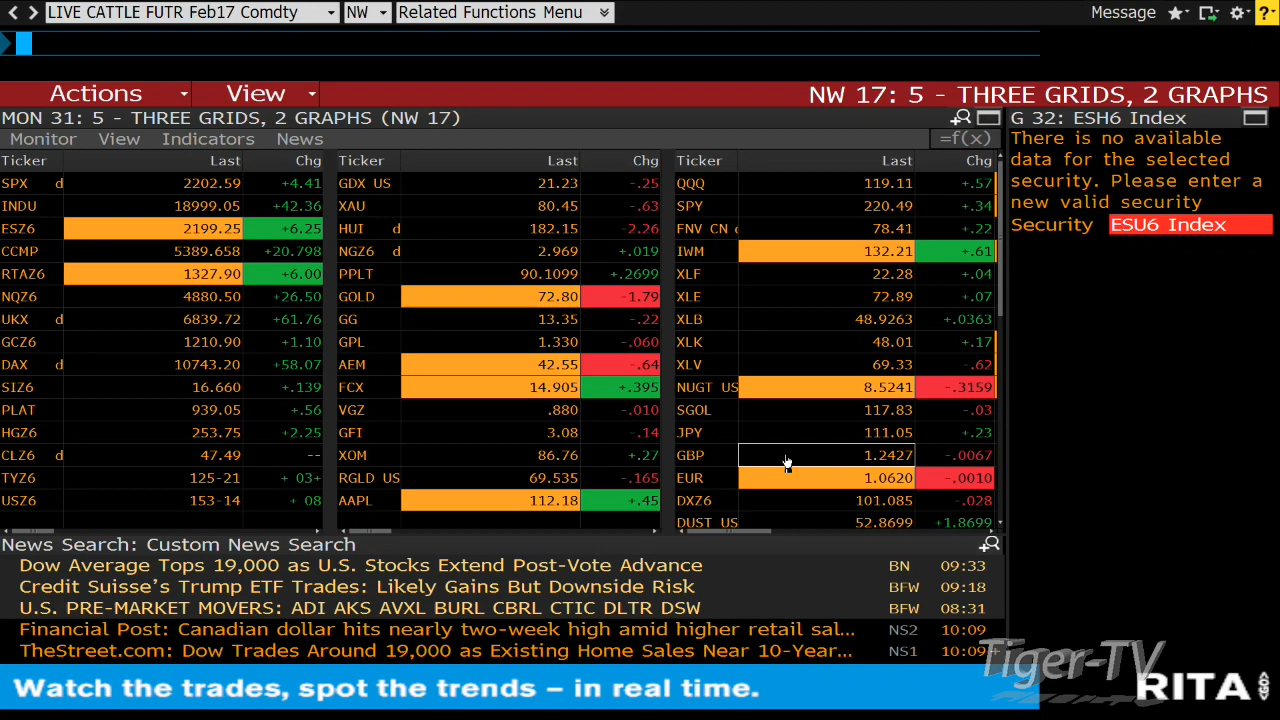 LIVE CATTLE FUTR Feb17 Comdty NW Related Functions Menu Message ?
Actions View NW 17: 5 - THREE GRIDS, 2 GRAPHS
MON 31: 5 - THREE GRIDS, 2 GRAPHS (NW 17) G 32: ESH6 Index
Monitor View Indicators News =f(x)
There is no available
data for the selected
security. Please enter a
new valid security
Security ESU6 Index
Ticker Last Chg Ticker Last Chg Ticker Last Chg
SPX d 2202.59 +4.41 GDX US 21.23 -.25 QQQ 119.11 +.57
INDU 18999.05 +42.36 XAU 80.45 -.63 SPY 220.49 +.34
ESZ6 2199.25 +6.25 HUI d 182.15 -2.26 FNV CN d 78.41 +.22
CCMP 5389.658 +20.798 NGZ6 d 2.969 +.019 IWM 132.21 +.61
RTAZ6 1327.90 +6.00 PPLT 90.1099 +.2699 XLF 22.28 +.04
NQZ6 4880.50 +26.50 GOLD 72.80 -1.79 XLE 72.89 +.07
UKX d 6839.72 +61.76 GG 13.35 -.22 XLB 48.9263 +.0363
GCZ6 1210.90 +1.10 GPL 1.330 -.060 XLK 48.01 +.17
DAX d 10743.20 +58.07 AEM 42.55 -.64 XLV 69.33 -.62
SIZ6 16.660 +.139 FCX 14.905 +.395 NUGT US 8.5241 -.3159
PLAT 939.05 +.56 VGZ .880 -.010 SGOL 117.83 -.03
HGZ6 253.75 +2.25 GFI 3.08 -.14 JPY 111.05 +.23
CLZ6 d 47.49 -- XOM 86.76 +.27 GBP 1.2427 -.0067
TYZ6 125-21 + 03+ RGLD US 69.535 -.165 EUR 1.0620 -.0010
USZ6 153-14 + 08 AAPL 112.18 +.45 DXZ6 101.085 -.028
DUST US 52.8699 +1.8699
News Search: Custom News Search
Dow Average Tops 19,000 as U.S. Stocks Extend Post-Vote Advance BN 09:33
Credit Suisse's Trump ETF Trades: Likely Gains But Downside Risk BFW 09:18
U.S. PRE-MARKET MOVERS: ADI AKS AVXL BURL CBRL CTIC DLTR DSW BFW 08:31
Financial Post: Canadian dollar hits nearly two-week high amid higher retail sal... NS2 10:09
TheStreet.com: Dow Trades Around 19,000 as Existing Home Sales Near 10-Year... NS1 10:09
Tiger-TV
Watch the trades, spot the trends – in real time.
RITA GO